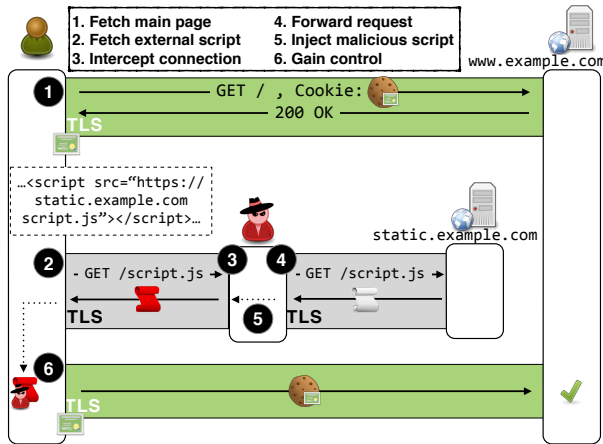 1. Fetch main page
2. Fetch external script
3. Intercept connection
4. Forward request
5. Inject malicious script
6. Gain control
www.example.com
1
GET / , Cookie:
200 OK
TLS
…<script src=“https://
static.example.com
script.js”></script>…
static.example.com
2
- GET /script.js
3
4
- GET /script.js
5
TLS
TLS
6
TLS